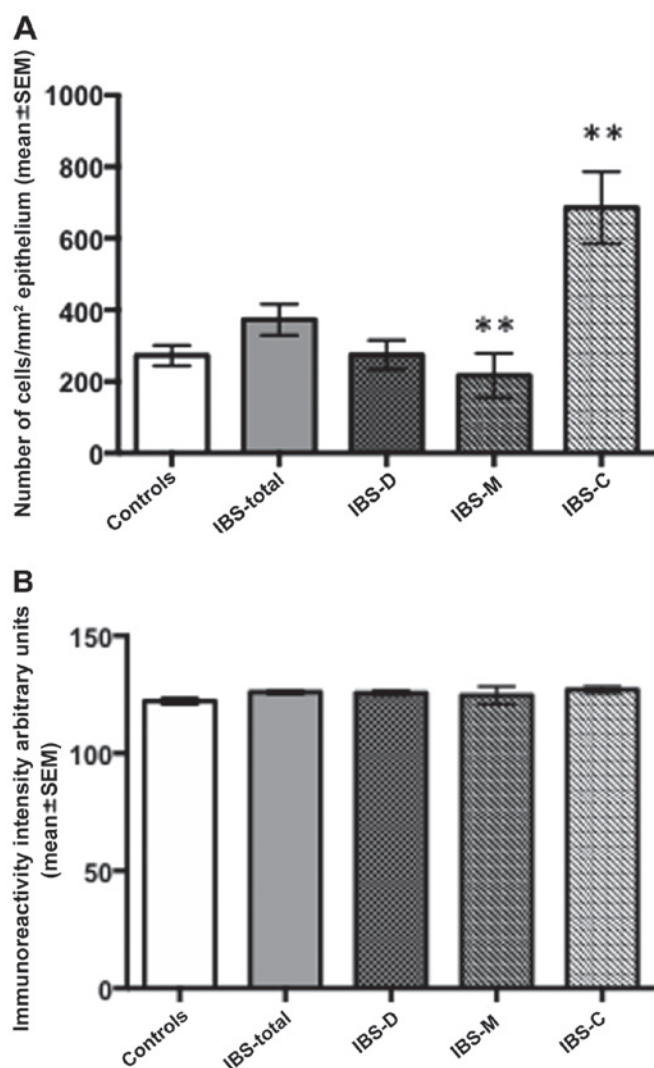 A
Number of cells/mm² epithelium (mean±SEM)
1000
800
600
400
200
0
**
**
Controls
IBS-total
IBS-D
IBS-M
IBS-C
B
Immunoreactivity intensity arbitrary units
(mean±SEM)
150
100
50
0
Controls
IBS-total
IBS-D
IBS-M
IBS-C